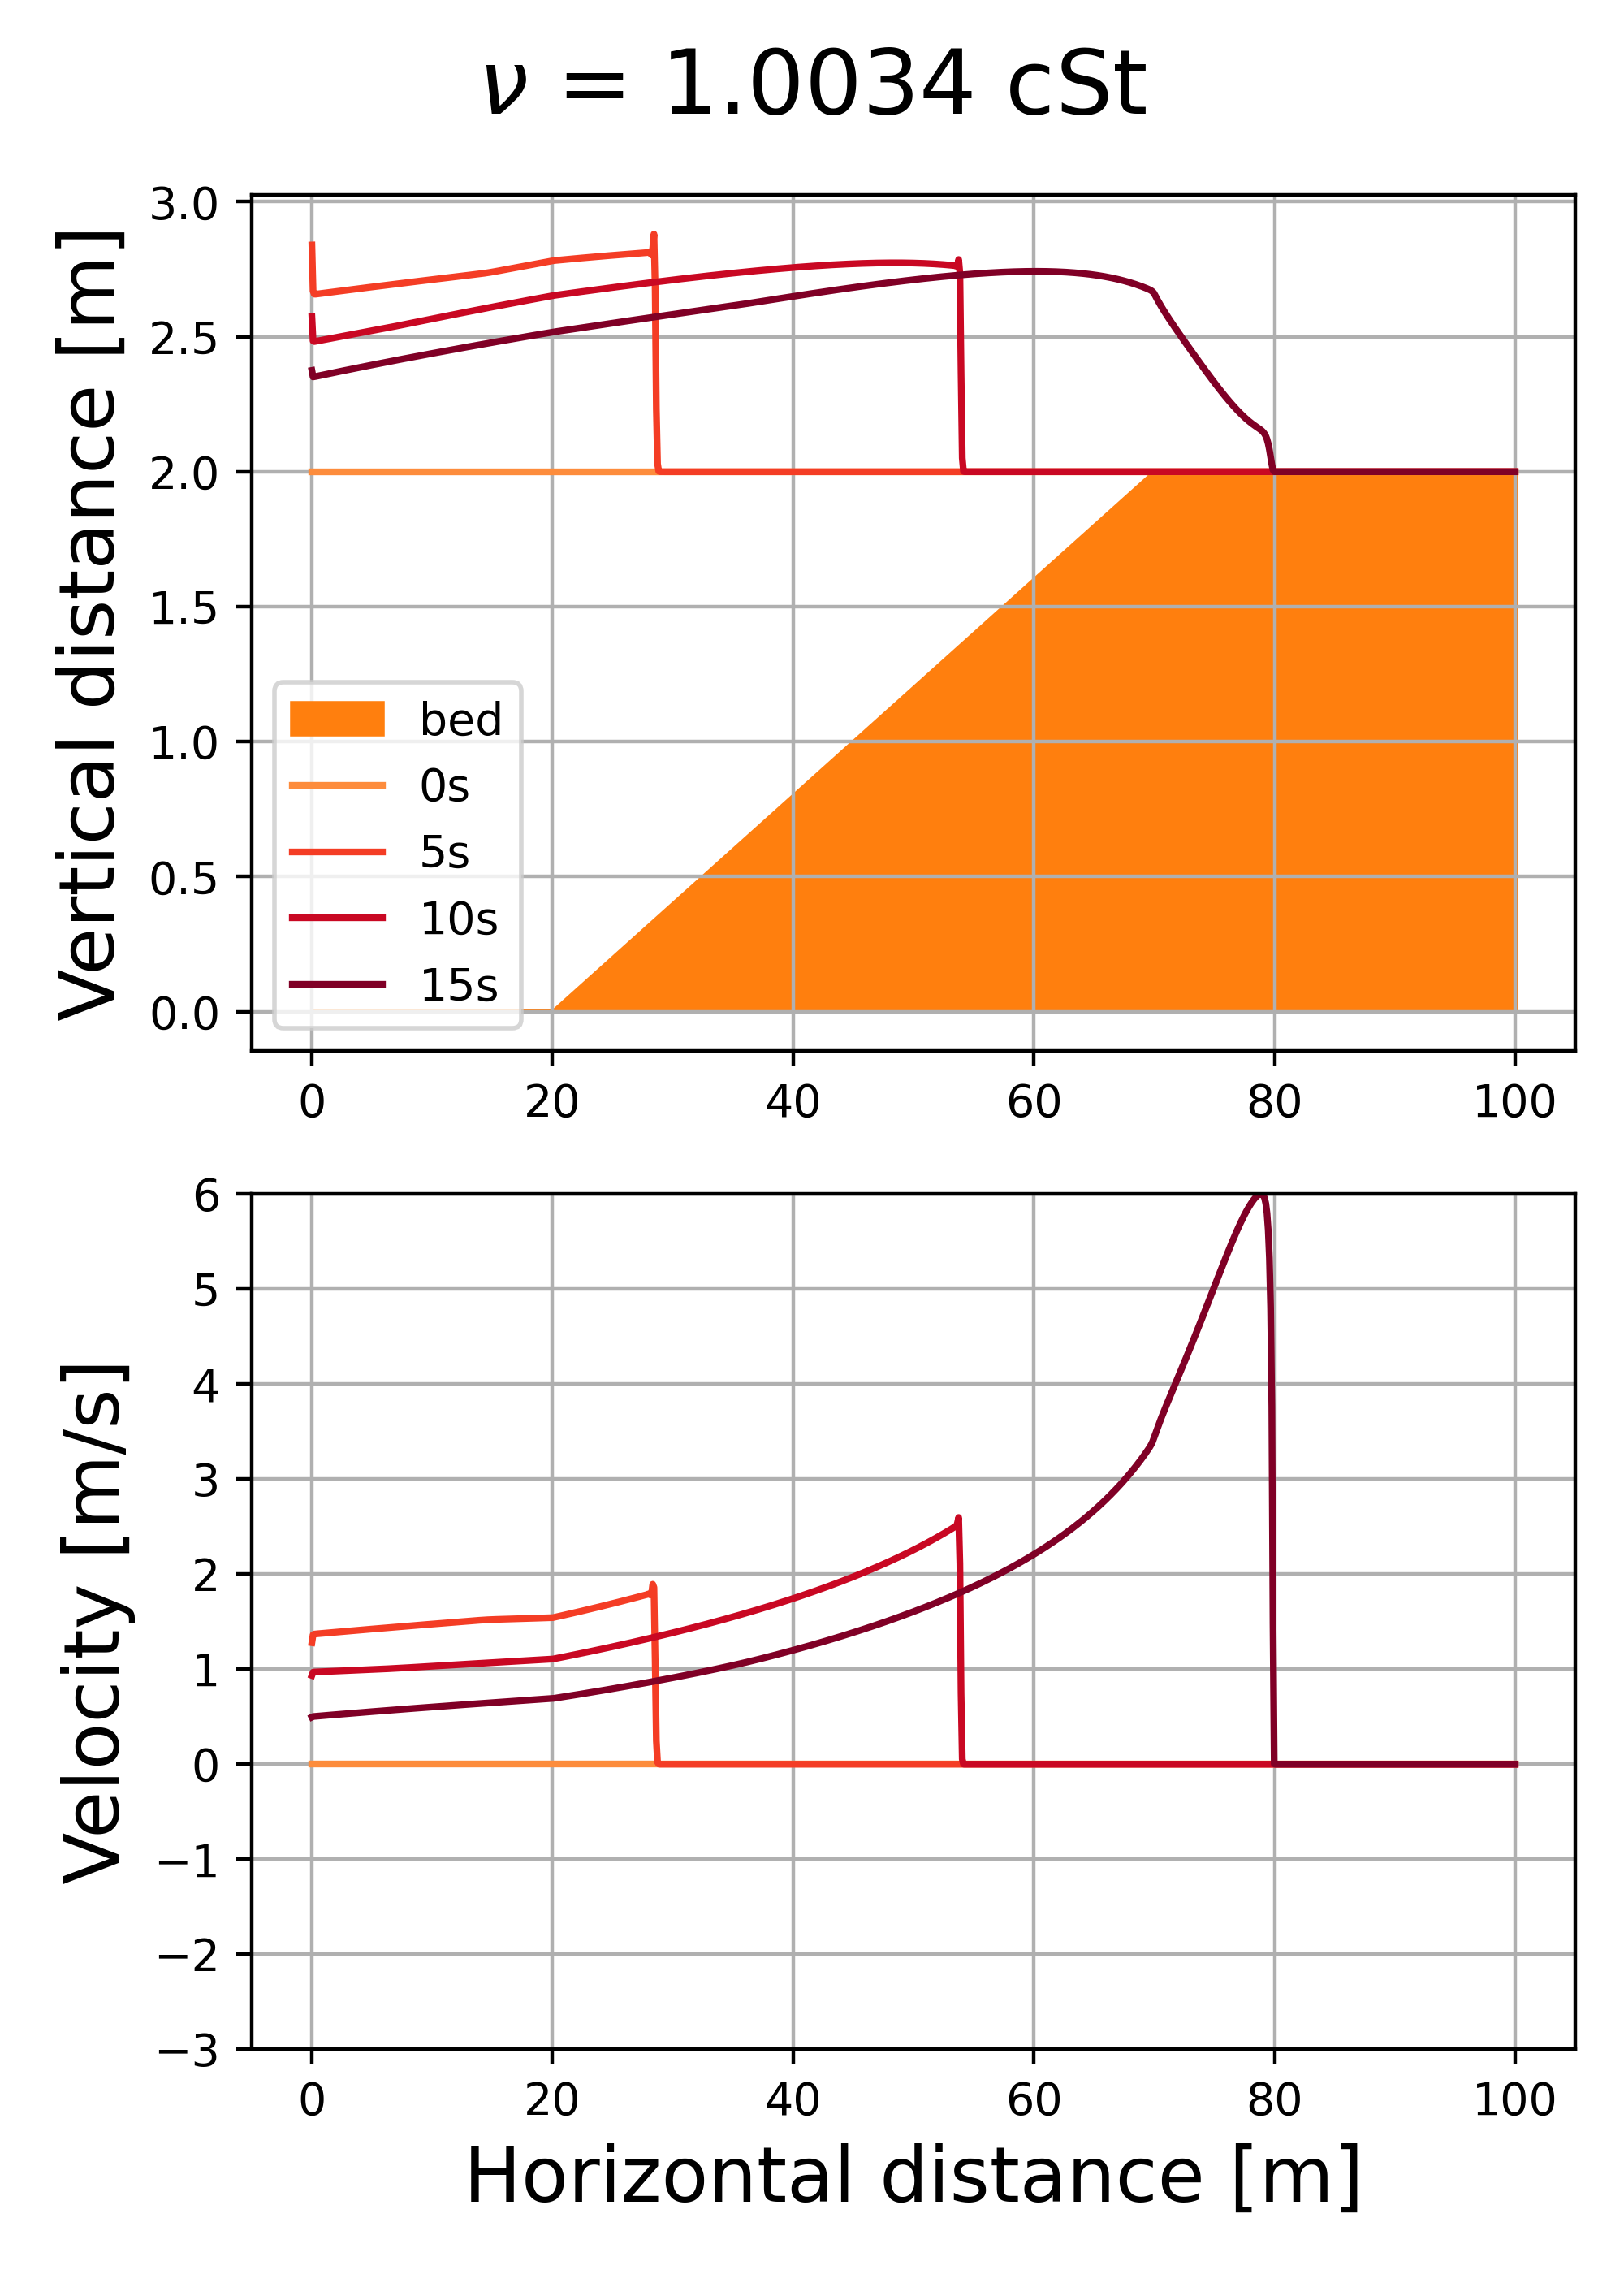 ν = 1.0034 cSt
Vertical distance [m]
3.0
2.5
2.0
1.5
1.0
0.5
0.0
bed
0s
5s
10s
15s
0 20 40 60 80 100
Velocity [m/s]
6
5
4
3
2
1
0
−1
−2
−3
0 20 40 60 80 100
Horizontal distance [m]